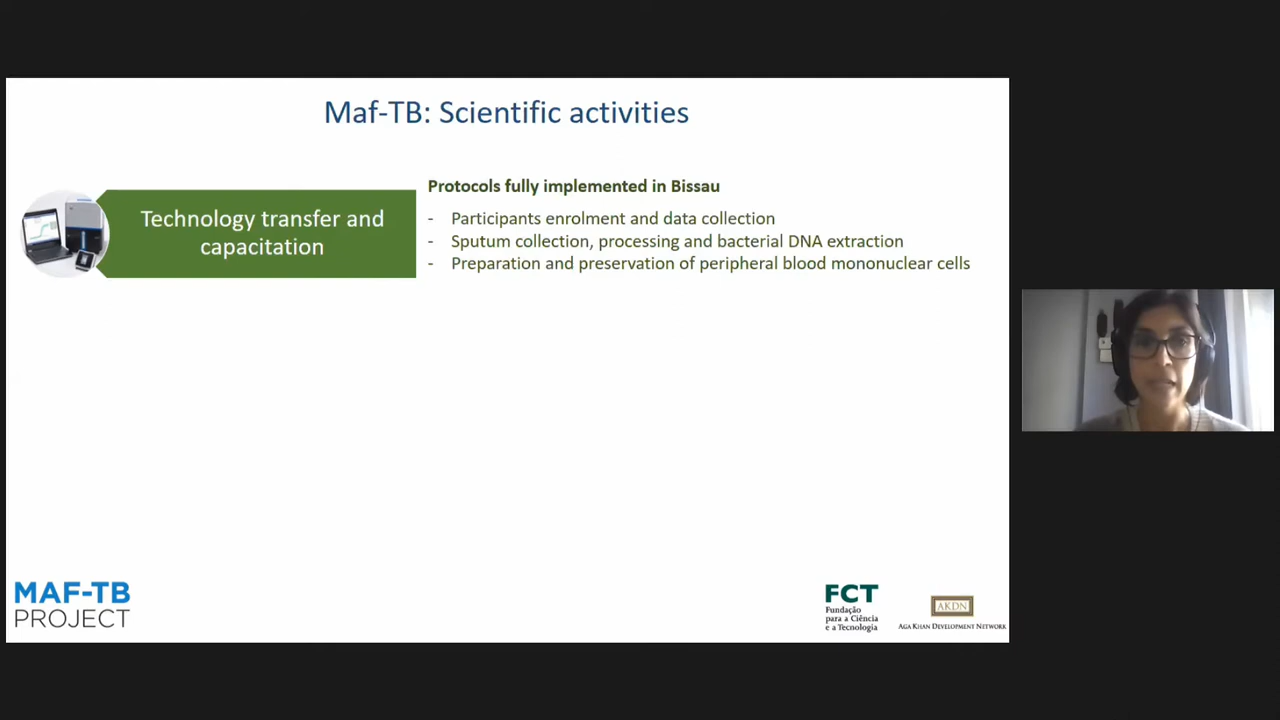 Maf-TB: Scientific activities
Technology transfer and
capacitation
Protocols fully implemented in Bissau
- Participants enrolment and data collection
- Sputum collection, processing and bacterial DNA extraction
- Preparation and preservation of peripheral blood mononuclear cells
MAF-TB
PROJECT
FCT
Fundação
para a Ciência
e a Tecnologia
AKDN
AGA KHAN DEVELOPMENT NETWORK